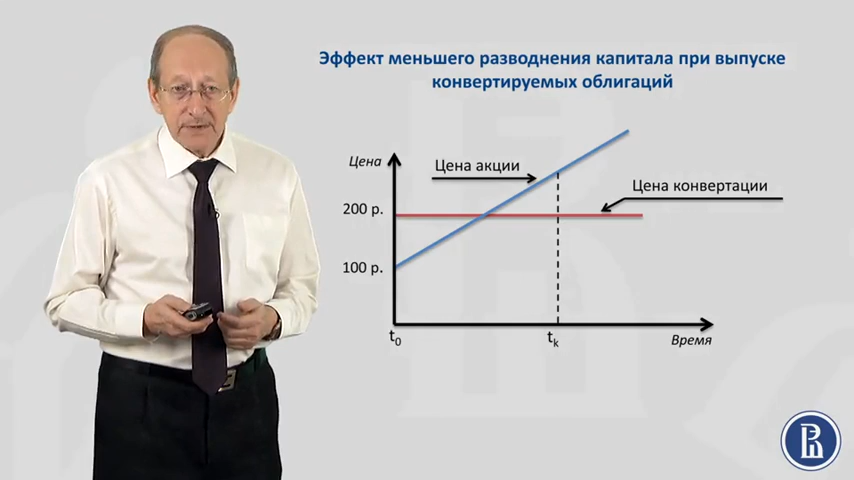 Эффект меньшего разводнения капитала при выпуске
конвертируемых облигаций
Цена
Цена акции
Цена конвертации
200 р.
100 р.
t0
tk
Время